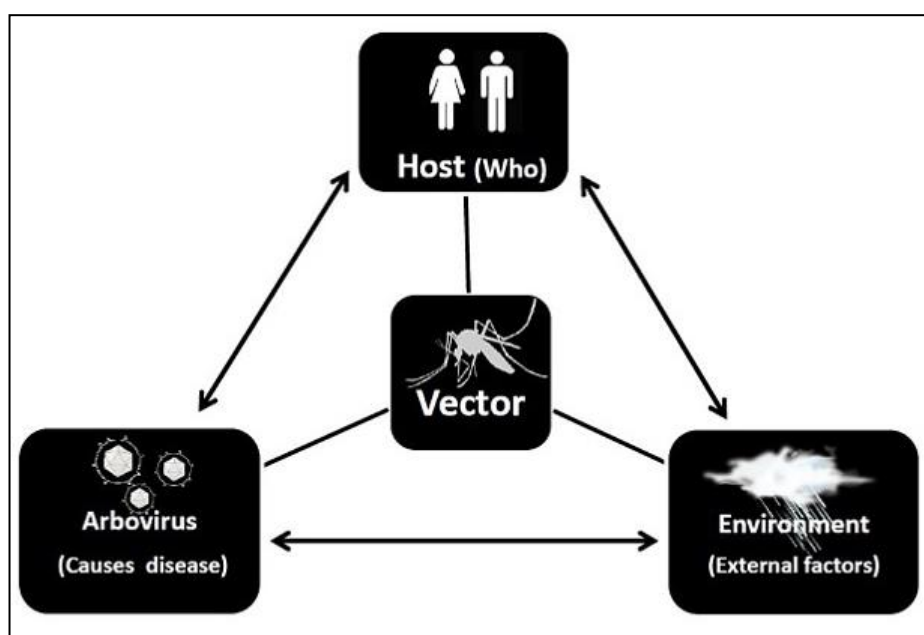 Host (Who)
Vector
Arbovirus
(Causes disease)
Environment
(External factors)